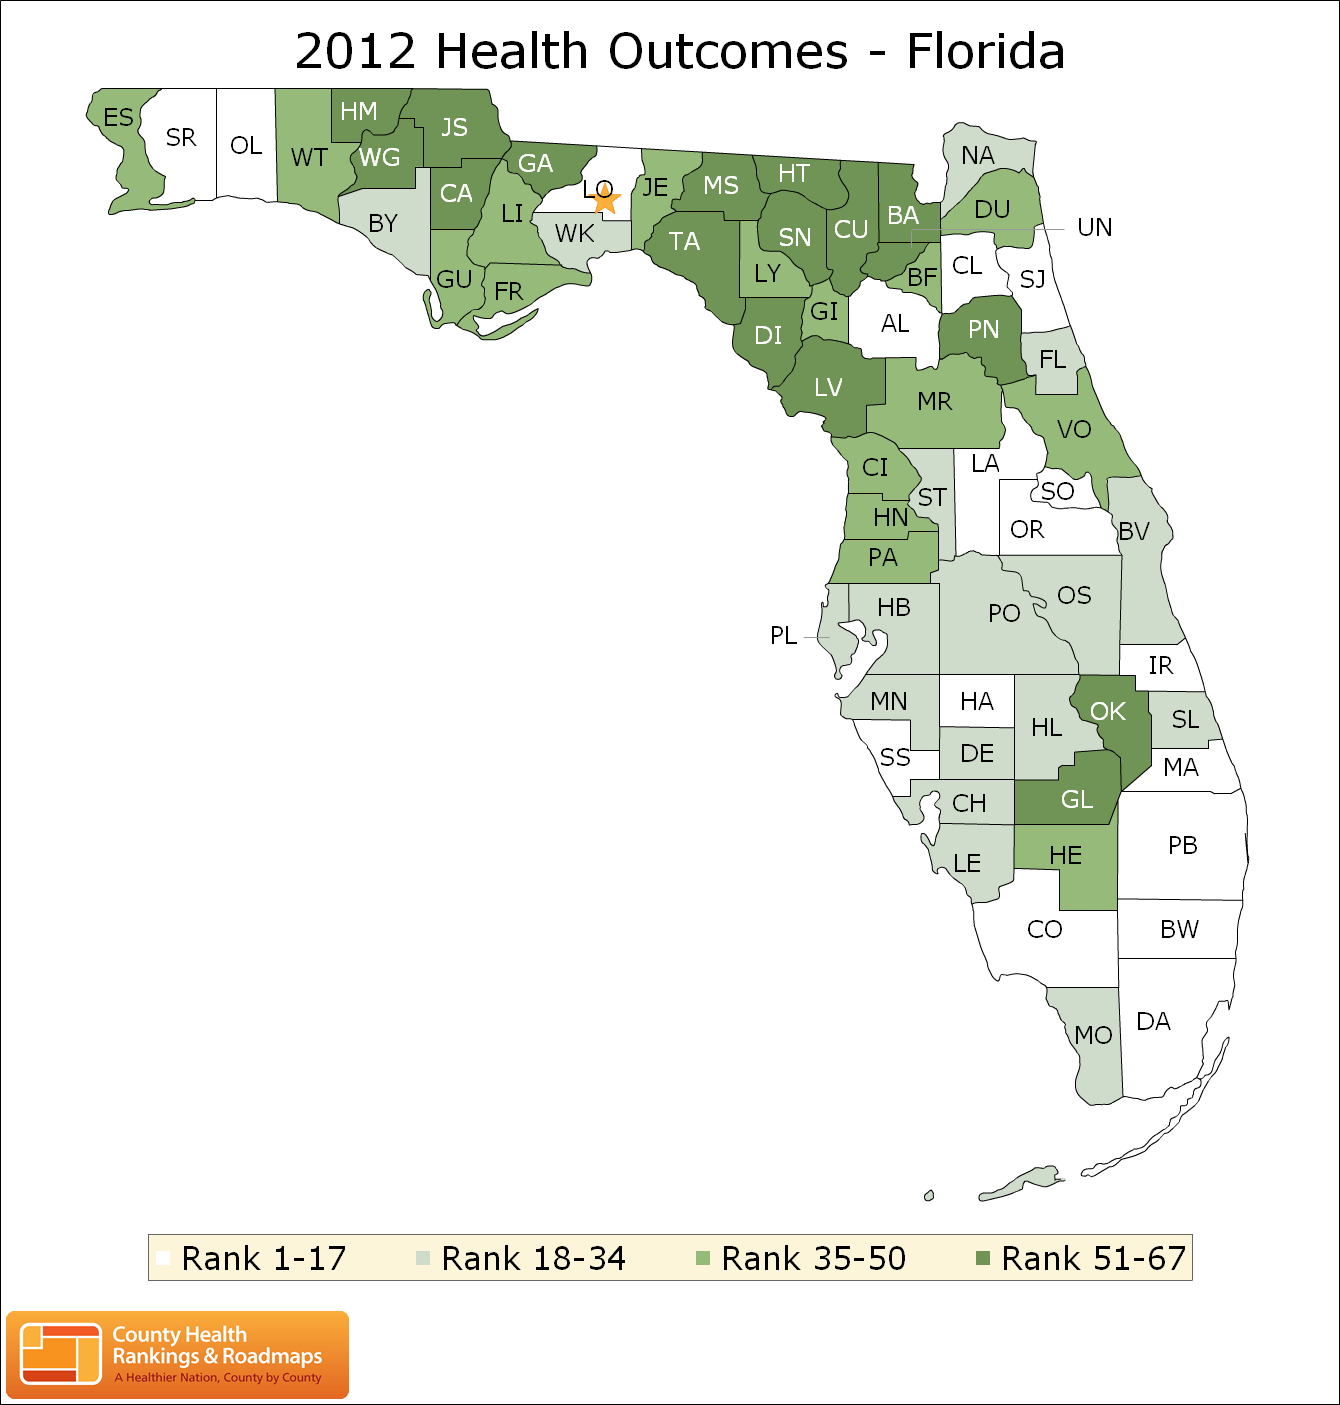 2012 Health Outcomes - Florida
ES
SR
OL
WT
HM
JS
WG
BY
CA
GA
LI
GU
FR
LO
WK
JE
MS
HT
TA
SN
CU
BA
LY
NA
DU
UN
BF
CL
SJ
GI
AL
DI
PN
FL
LV
MR
VO
CI
LA
ST
SO
HN
OR
BV
PA
HB
PO
OS
PL
IR
MN
HA
HL
OK
SL
SS
DE
MA
CH
GL
LE
HE
PB
CO
BW
MO
DA
Rank 1-17 Rank 18-34 Rank 35-50 Rank 51-67
County Health
Rankings & Roadmaps
A Healthier Nation, County by County